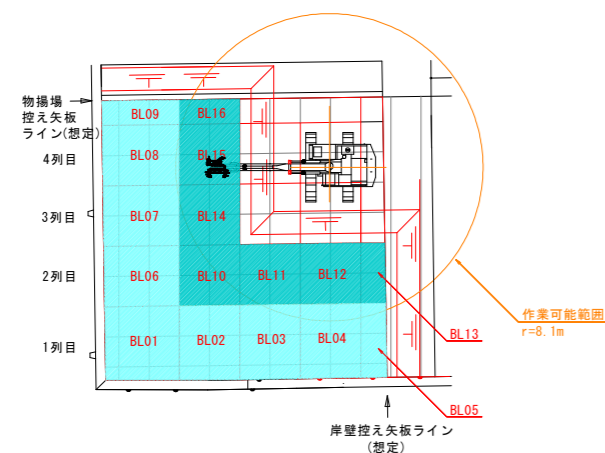 物揚場
控え矢板
ライン(想定)
BL09
BL16
4列目
BL08
BL15
3列目
BL07
BL14
2列目
BL06
BL10
BL11
BL12
作業可能範囲
r=8.1m
BL13
1列目
BL01
BL02
BL03
BL04
BL05
岸壁控え矢板ライン
(想定)